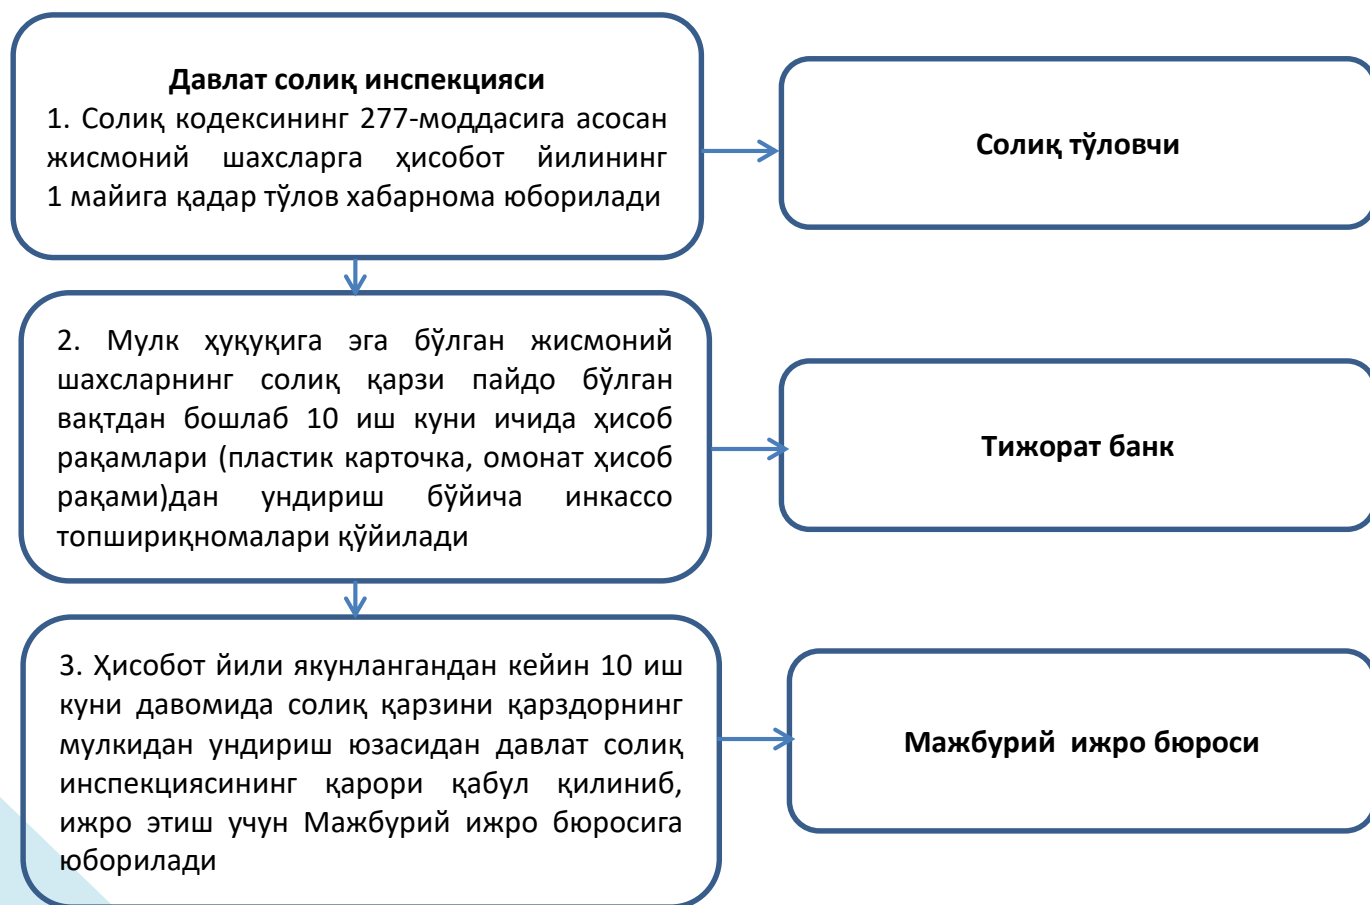 Давлат солиқ инспекцияси
1. Солиқ кодексининг 277-моддасига асосан
жисмоний шахсларга ҳисобот йилининг
1 майига қадар тўлов хабарнома юборилади
Солиқ тўловчи
2. Мулк ҳуқуқига эга бўлган жисмоний
шахсларнинг солиқ қарзи пайдо бўлган
вақтдан бошлаб 10 иш куни ичида ҳисоб
рақамлари (пластик карточка, омонат ҳисоб
рақами)дан ундириш бўйича инкассо
топшириқномалари қўйилади
Тижорат банк
3. Ҳисобот йили якунлангандан кейин 10 иш
куни давомида солиқ қарзини қарздорнинг
мулкидан ундириш юзасидан давлат солиқ
инспекциясининг қарори қабул қилиниб,
ижро этиш учун Мажбурий ижро бюросига
юборилади
Мажбурий ижро бюроси